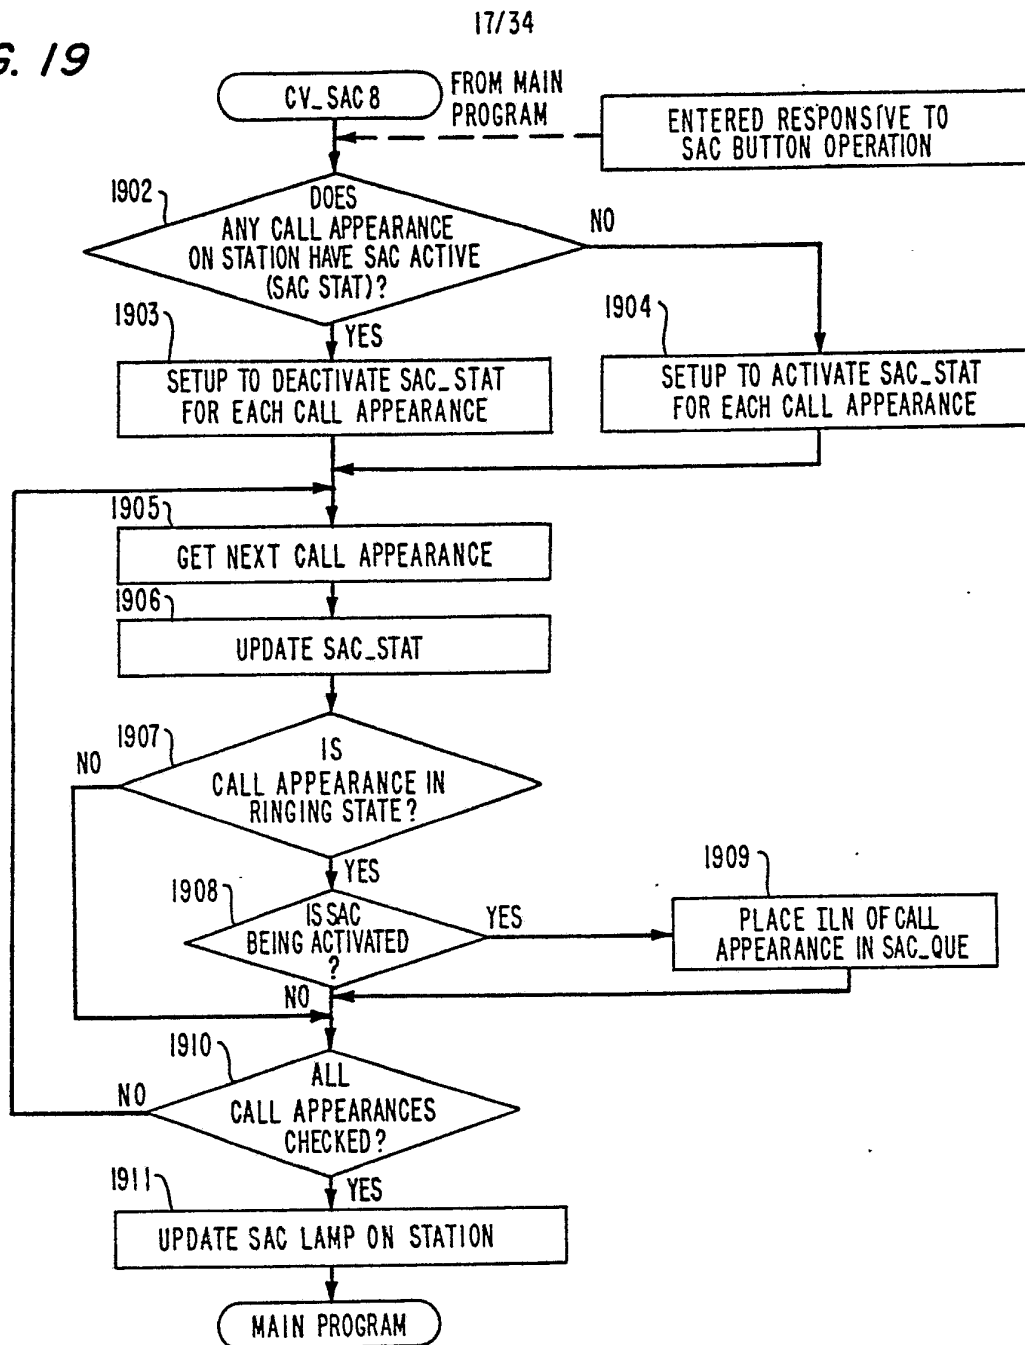 17/34
G. 19
CV_SAC8
FROM MAIN
PROGRAM
ENTERED RESPONSIVE TO
SAC BUTTON OPERATION
1902
DOES
ANY CALL APPEARANCE
ON STATION HAVE SAC ACTIVE
(SAC STAT)?
NO
YES
1903
SETUP TO DEACTIVATE SAC_STAT
FOR EACH CALL APPEARANCE
1904
SETUP TO ACTIVATE SAC_STAT
FOR EACH CALL APPEARANCE
1905
GET NEXT CALL APPEARANCE
1906
UPDATE SAC_STAT
1907
IS
CALL APPEARANCE IN
RINGING STATE?
NO
YES
1908
IS SAC
BEING ACTIVATED
?
YES
NO
1909
PLACE ILN OF CALL
APPEARANCE IN SAC_QUE
1910
ALL
CALL APPEARANCES
CHECKED?
NO
YES
1911
UPDATE SAC LAMP ON STATION
MAIN PROGRAM